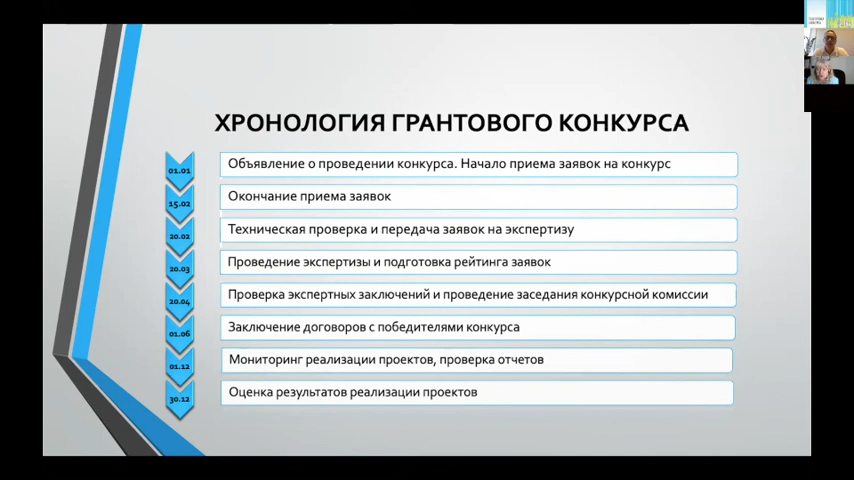 ХРОНОЛОГИЯ ГРАНТОВОГО КОНКУРСА
01.01 Объявление о проведении конкурса. Начало приема заявок на конкурс
15.02 Окончание приема заявок
20.02 Техническая проверка и передача заявок на экспертизу
20.03 Проведение экспертизы и подготовка рейтинга заявок
20.04 Проверка экспертных заключений и проведение заседания конкурсной комиссии
01.06 Заключение договоров с победителями конкурса
01.12 Мониторинг реализации проектов, проверка отчетов
30.12 Оценка результатов реализации проектов